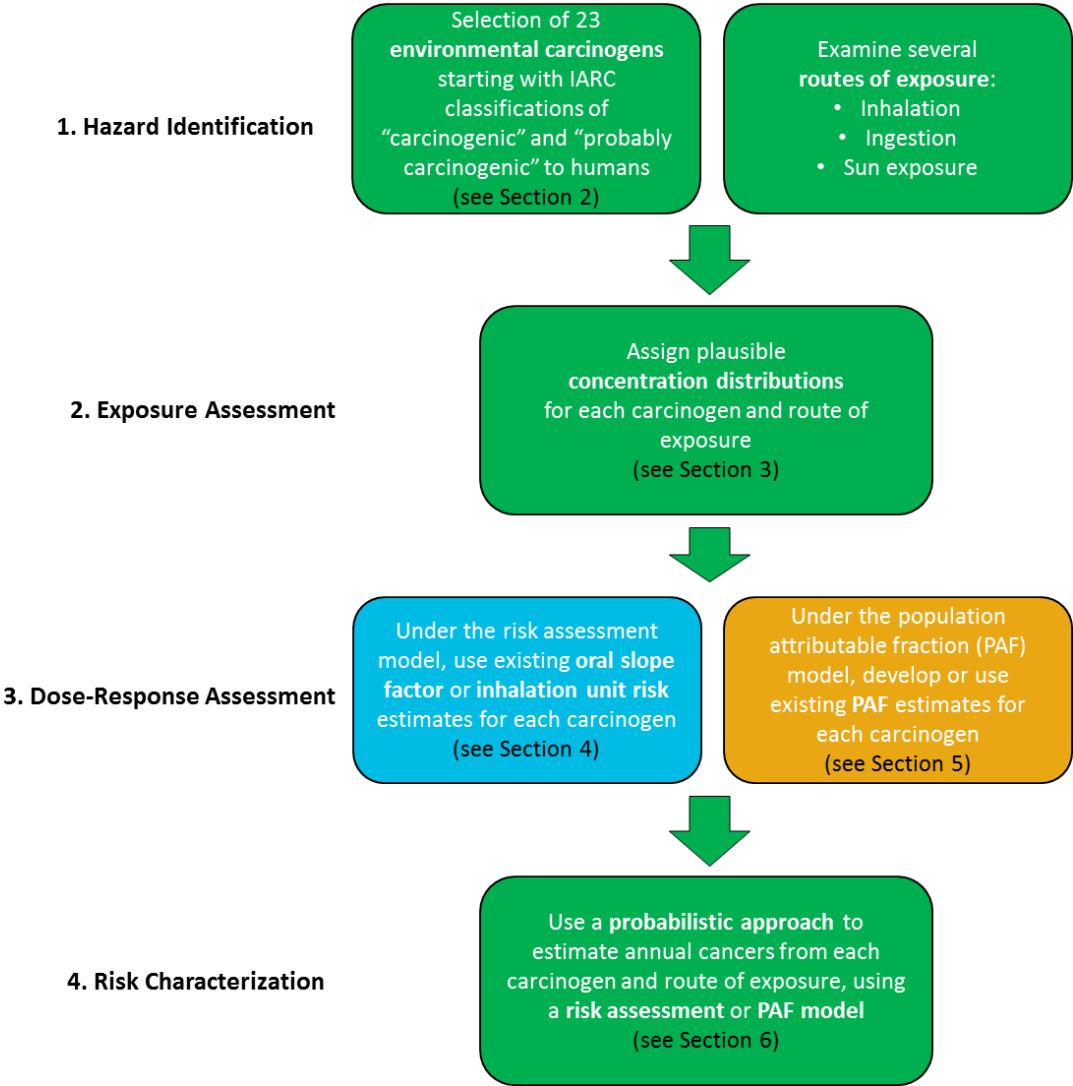 1. Hazard Identification
Selection of 23
environmental carcinogens
starting with IARC
classifications of
“carcinogenic” and “probably
carcinogenic” to humans
(see Section 2)
Examine several
routes of exposure:
• Inhalation
• Ingestion
• Sun exposure
2. Exposure Assessment
Assign plausible
concentration distributions
for each carcinogen and route of
exposure
(see Section 3)
3. Dose-Response Assessment
Under the risk assessment
model, use existing oral slope
factor or inhalation unit risk
estimates for each carcinogen
(see Section 4)
Under the population
attributable fraction (PAF)
model, develop or use
existing PAF estimates for
each carcinogen
(see Section 5)
4. Risk Characterization
Use a probabilistic approach to
estimate annual cancers from each
carcinogen and route of exposure, using
a risk assessment or PAF model
(see Section 6)